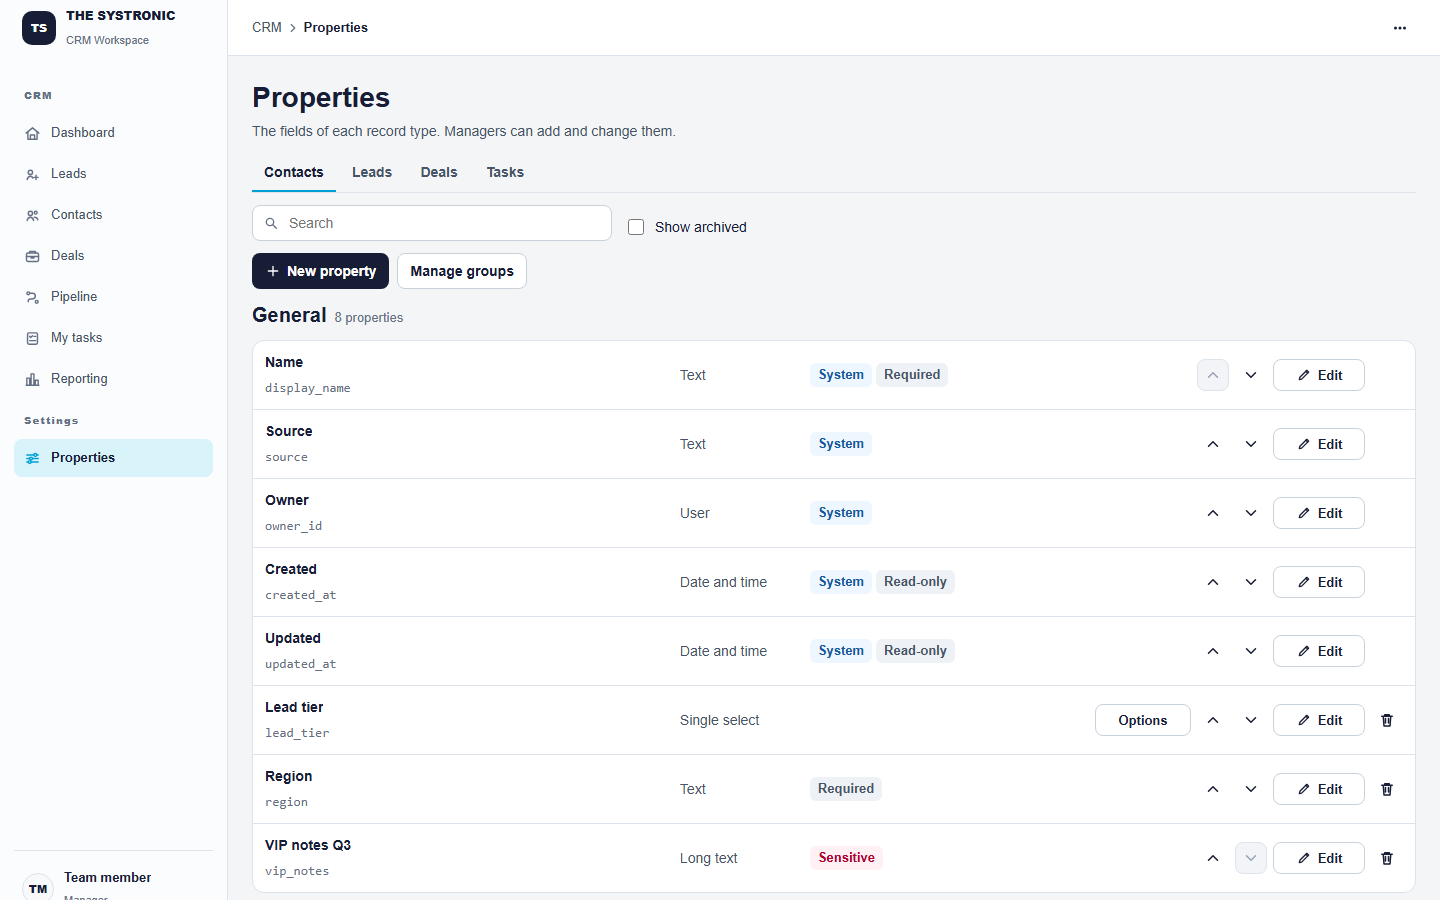 TS
THE SYSTRONIC
CRM Workspace
CRM
Dashboard
Leads
Contacts
Deals
Pipeline
My tasks
Reporting
Settings
Properties
TM
Team member
Manager
CRM > Properties
Properties
The fields of each record type. Managers can add and change them.
Contacts Leads Deals Tasks
Search
Show archived
+ New property
Manage groups
General 8 properties
Name
display_name
Text
System Required
Edit
Source
source
Text
System
Edit
Owner
owner_id
User
System
Edit
Created
created_at
Date and time
System Read-only
Edit
Updated
updated_at
Date and time
System Read-only
Edit
Lead tier
lead_tier
Single select
Options
Edit
Region
region
Text
Required
Edit
VIP notes Q3
vip_notes
Long text
Sensitive
Edit